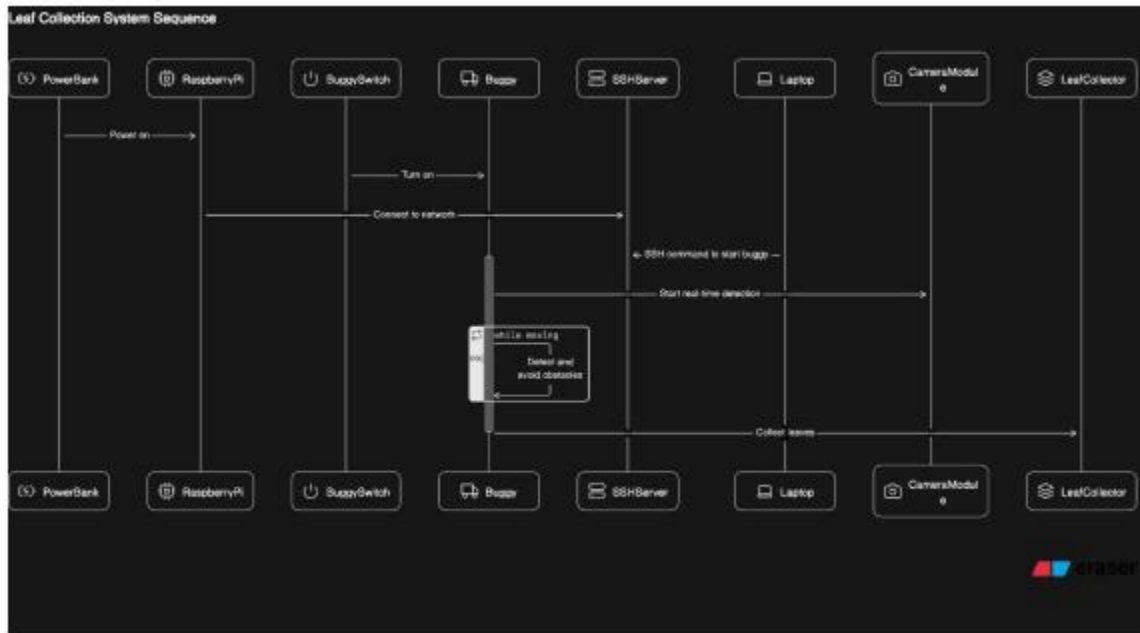 Leaf Collection System Sequence
PowerBank
RaspberryPi
BuggySwitch
Buggy
SSHServer
Laptop
CameraModul
e
LeafCollector
Power on
Turn on
Connect to network
SSH command to start buggy
Start real-time detection
while moving
Detect and
avoid obstacles
Collect leaves
PowerBank
RaspberryPi
BuggySwitch
Buggy
SSHServer
Laptop
CameraModul
e
LeafCollector
eraser